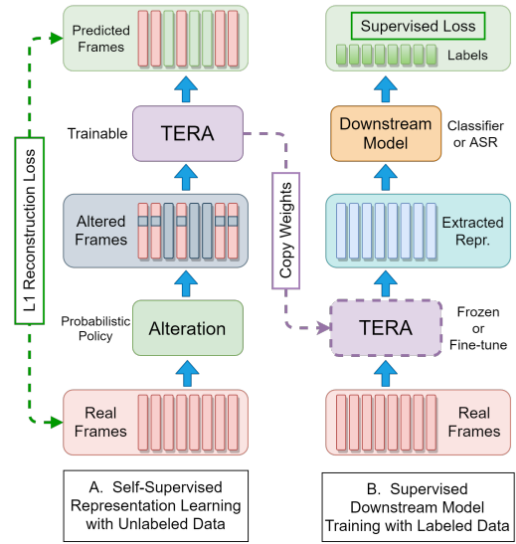 Predicted
Frames
Trainable
TERA
L1 Reconstruction Loss
Altered
Frames
Probabilistic
Policy
Alteration
Real
Frames
A. Self-Supervised
Representation Learning
with Unlabeled Data
Copy Weights
Supervised Loss
Labels
Downstream
Model
Classifier
or ASR
Extracted
Repr.
TERA
Frozen
or
Fine-tune
Real
Frames
B. Supervised
Downstream Model
Training with Labeled Data